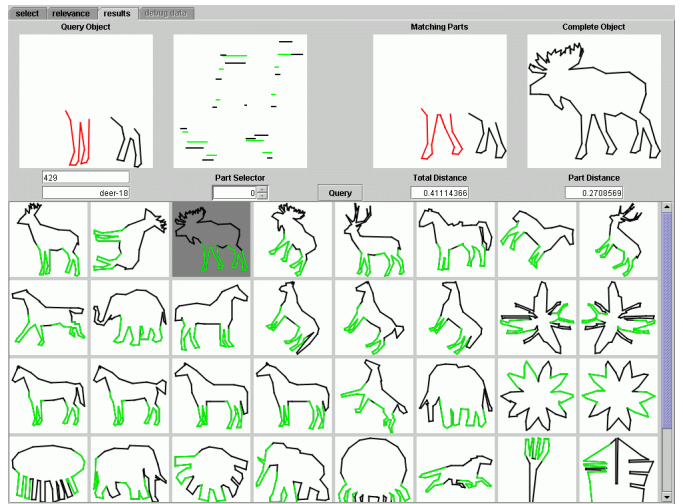 select relevance results debug data
Query Object Matching Parts Complete Object
429 Part Selector Total Distance Part Distance
deer-18 0 Query 0.41114366 0.2708569